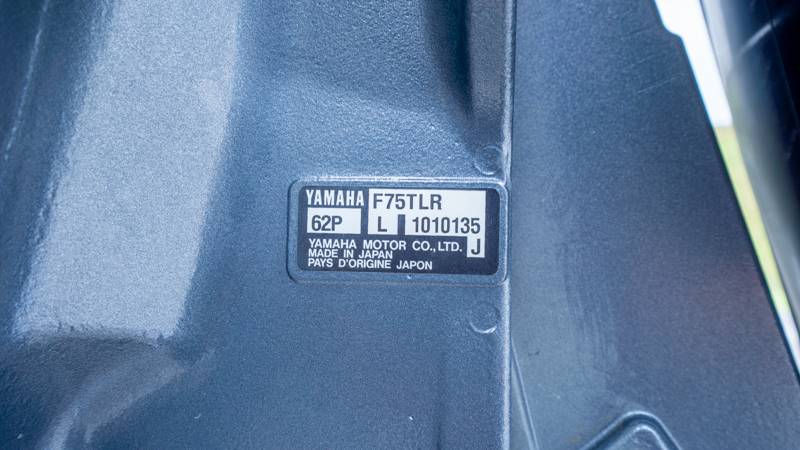 YAMAHA F75TLR
62P L 1010135
YAMAHA MOTOR CO.,LTD. J
MADE IN JAPAN
PAYS D'ORIGINE JAPON